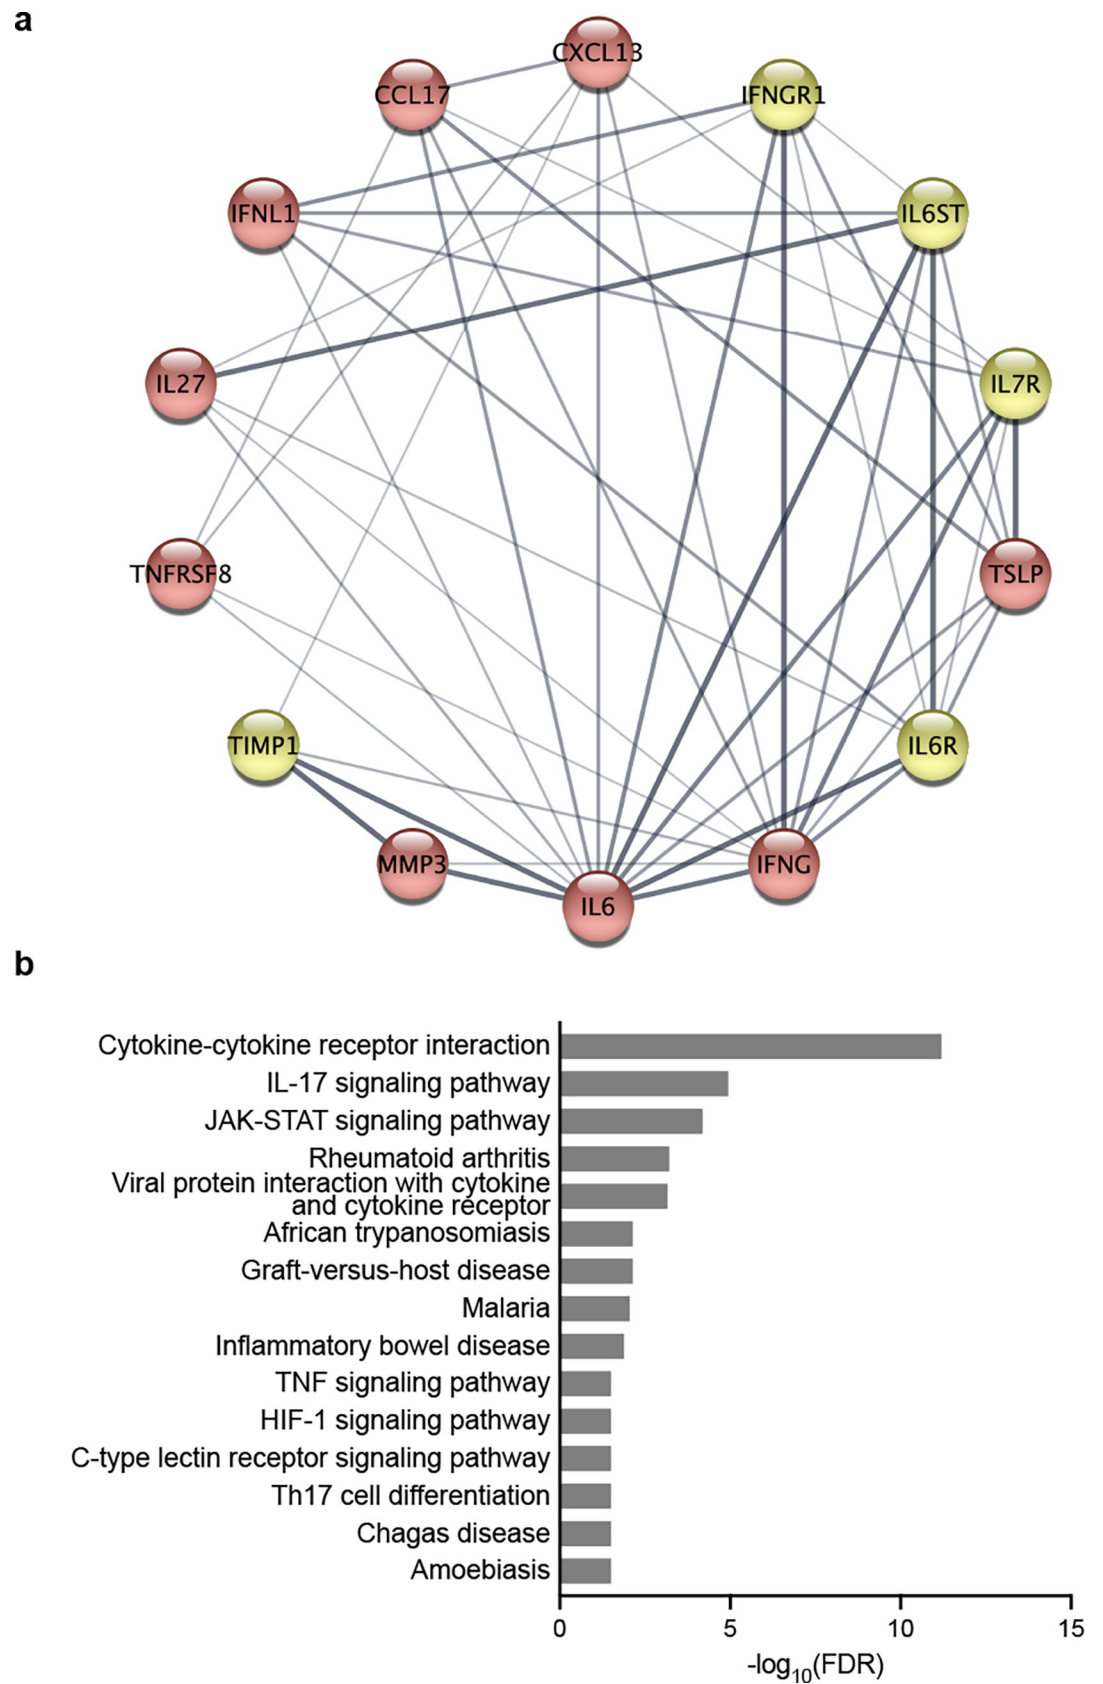 a
CXCL13
CCL17
IFNGR1
IFNL1
IL6ST
IL27
IL7R
TNFRSF8
TSLP
TIMP1
IL6R
MMP3
IFNG
IL6
b
Cytokine-cytokine receptor interaction
IL-17 signaling pathway
JAK-STAT signaling pathway
Rheumatoid arthritis
Viral protein interaction with cytokine
and cytokine receptor
African trypanosomiasis
Graft-versus-host disease
Malaria
Inflammatory bowel disease
TNF signaling pathway
HIF-1 signaling pathway
C-type lectin receptor signaling pathway
Th17 cell differentiation
Chagas disease
Amoebiasis
0 5 10 15
-log10(FDR)